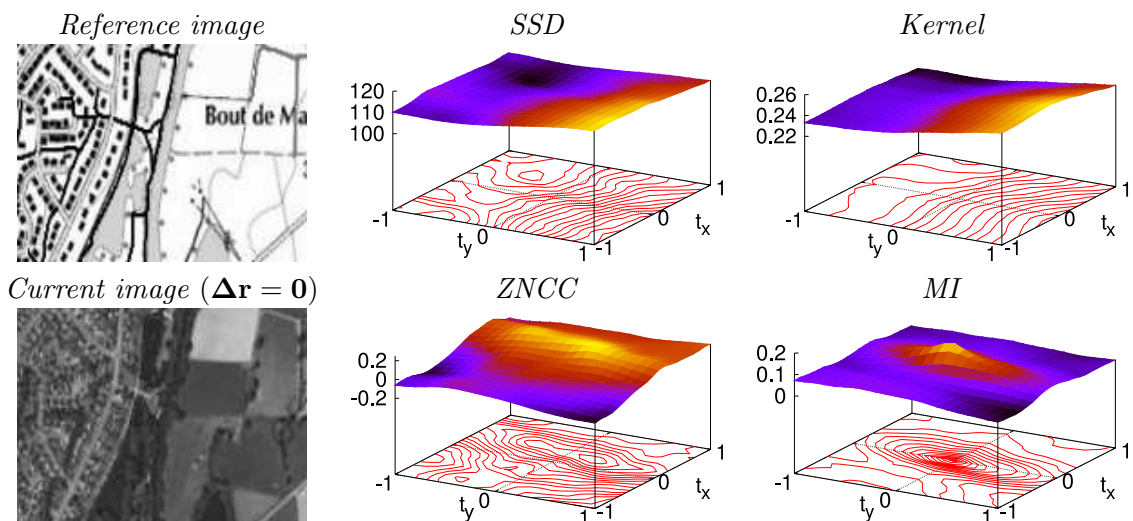 Reference image
SSD
Kernel
Bout de Ma
120
110
100
-1
t_y
0
1
-1
0
t_x
1
0.26
0.24
0.22
-1
t_y
0
1
-1
0
t_x
1
Current image (Δr = 0)
ZNCC
MI
0.2
0
-0.2
-1
t_y
0
1
-1
0
t_x
1
0.2
0.1
0
-1
t_y
0
1
-1
0
t_x
1